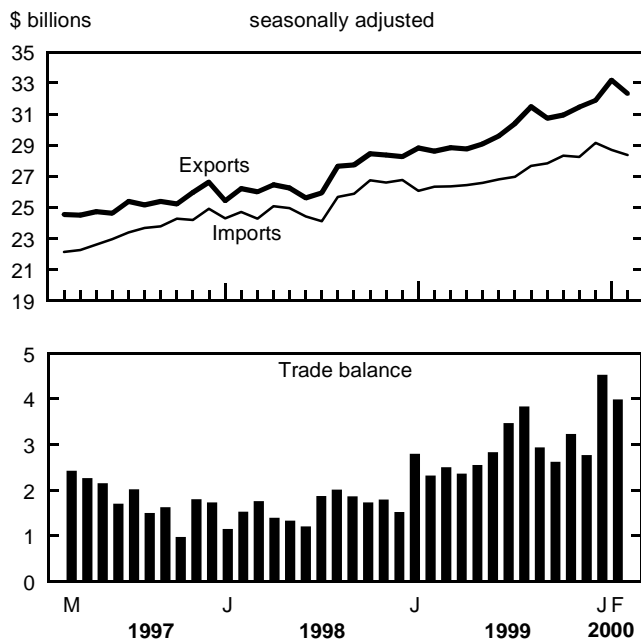 $ billions seasonally adjusted
35
33
31
29
27
25
23
21
19
Exports
Imports
5
4
3
2
1
0
Trade balance
M J J J F
1997 1998 1999 2000